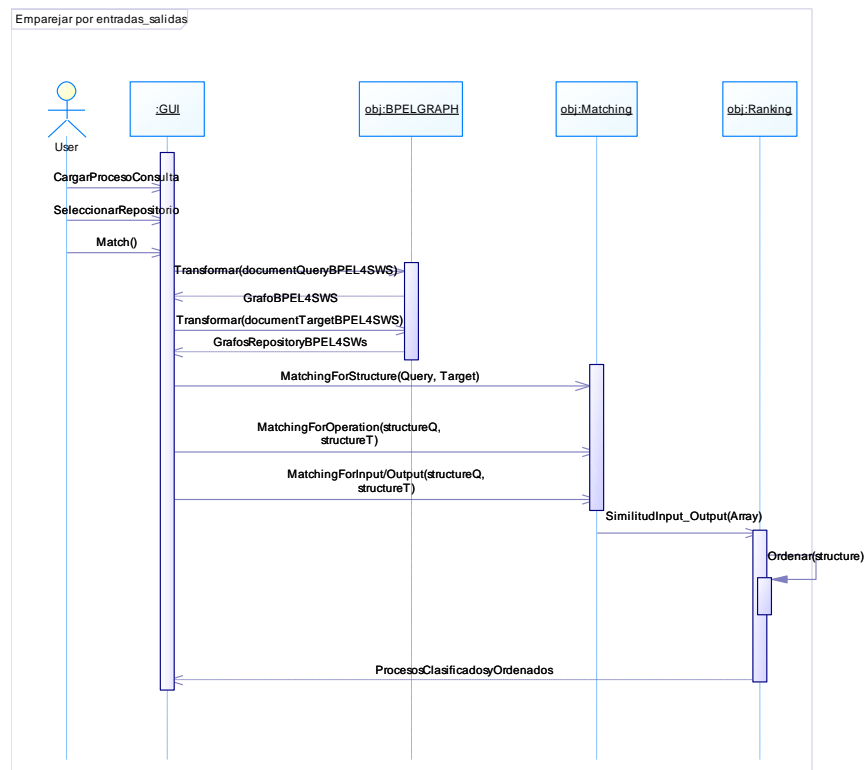 Emparejar por entradas_salidas
:GUI
obj:BPELGRAPH
obj:Matching
obj:Ranking
User
CargarProcesoConsulta
SeleccionarRepositorio
Match()
Transformar(documentQueryBPEL4SWS)
GrafoBPEL4SWS
Transformar(documentTargetBPEL4SWS)
GrafosRepositoryBPEL4SWs
MatchingForStructure(Query, Target)
MatchingForOperation(structureQ,
structureT)
MatchingForInput/Output(structureQ,
structureT)
SimilitudInput_Output(Array)
Ordenar(structure)
ProcesosClasificadosyOrdenados